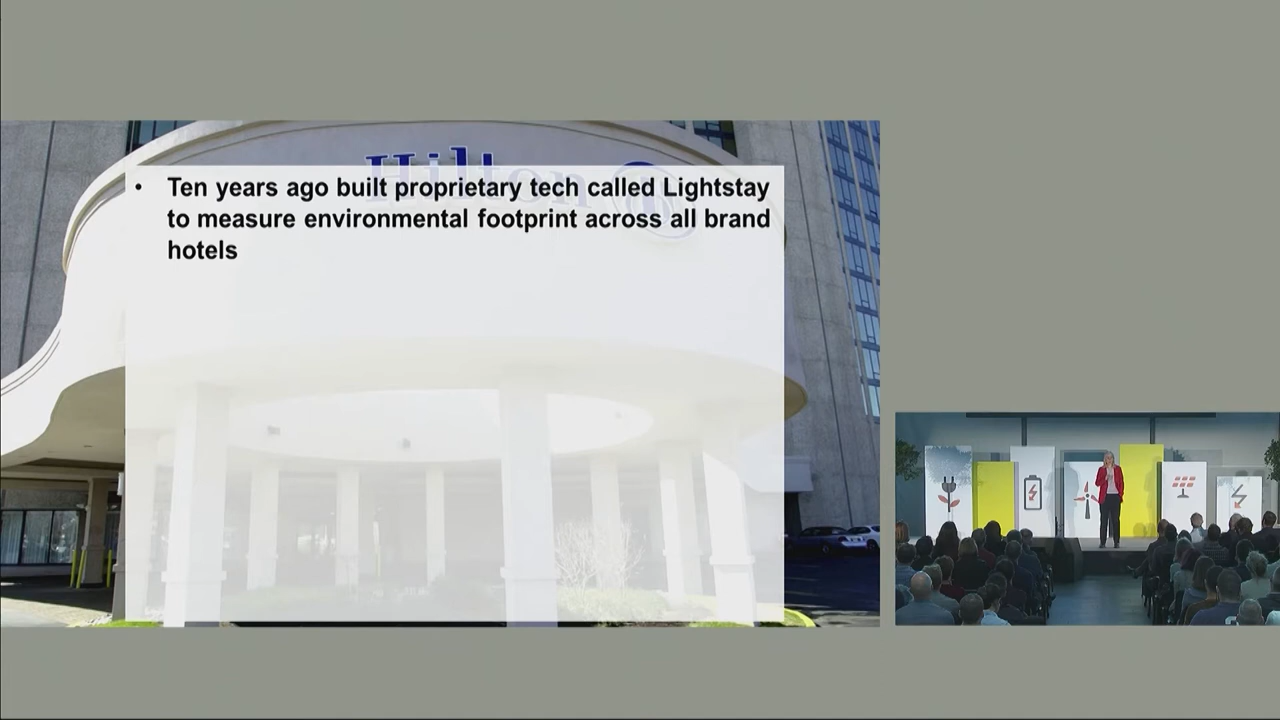 Hilton
• Ten years ago built proprietary tech called Lightstay
to measure environmental footprint across all brand
hotels